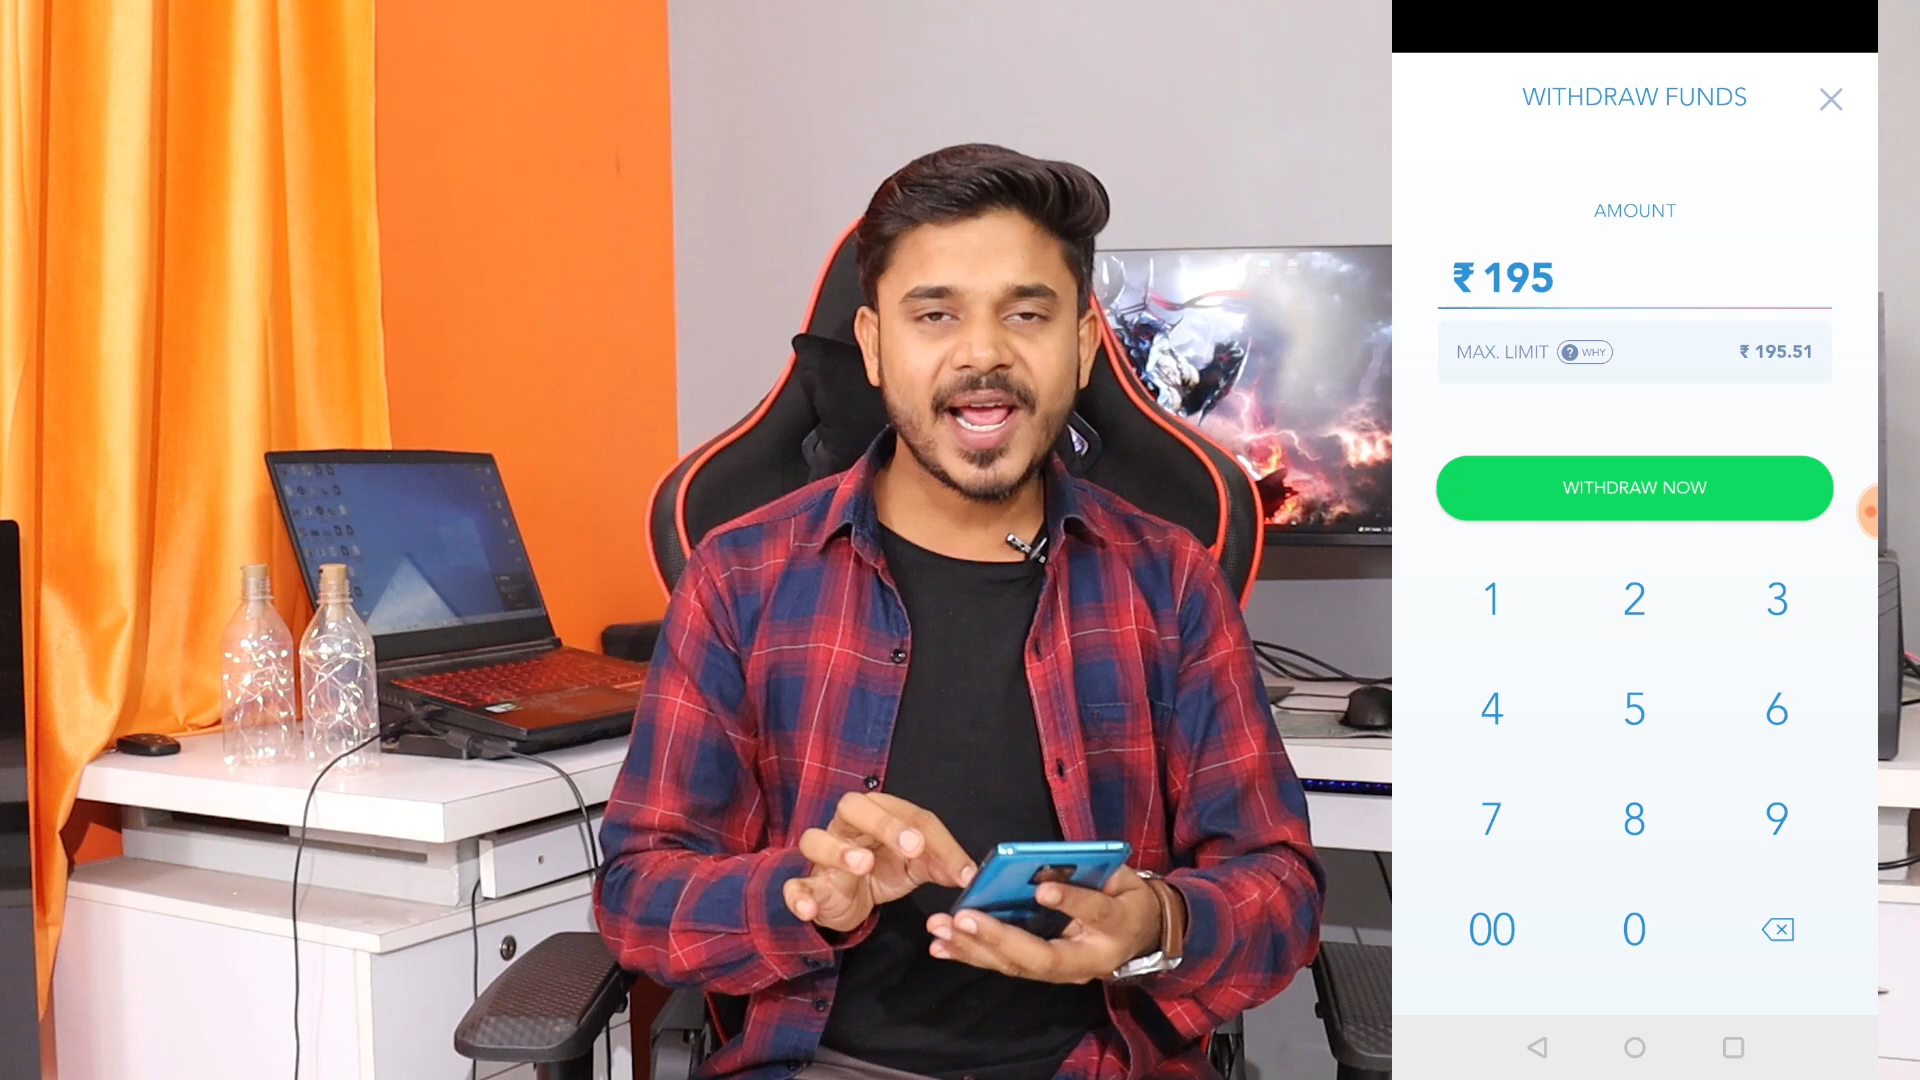 WITHDRAW FUNDS
AMOUNT
₹ 195
MAX. LIMIT ? WHY ₹ 195.51
WITHDRAW NOW
1 2 3
4 5 6
7 8 9
00 0